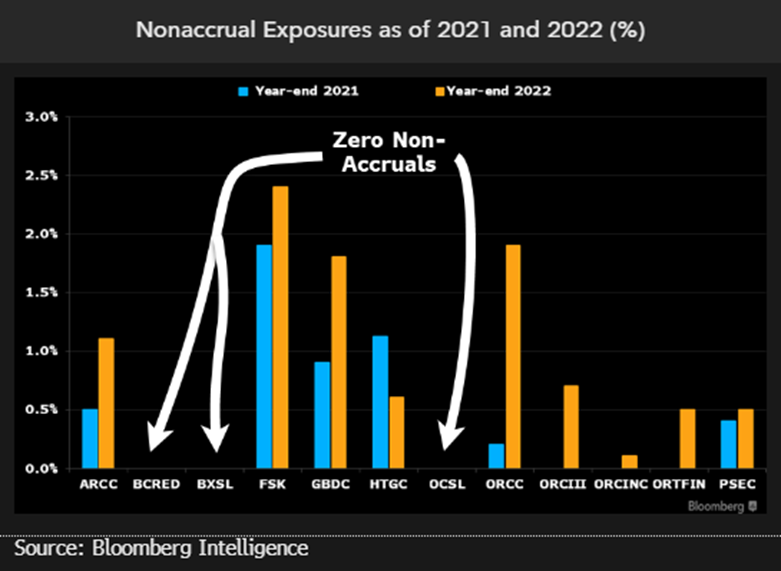 Nonaccrual Exposures as of 2021 and 2022 (%)
Year-end 2021 Year-end 2022
Zero Non-
Accruals
3.0%
2.5%
2.0%
1.5%
1.0%
0.5%
0.0%
ARCC BCRED BXSL FSK GBDC HTGC OCSL ORCC ORCIII ORCINC ORTFIN PSEC
Bloomberg
Source: Bloomberg Intelligence